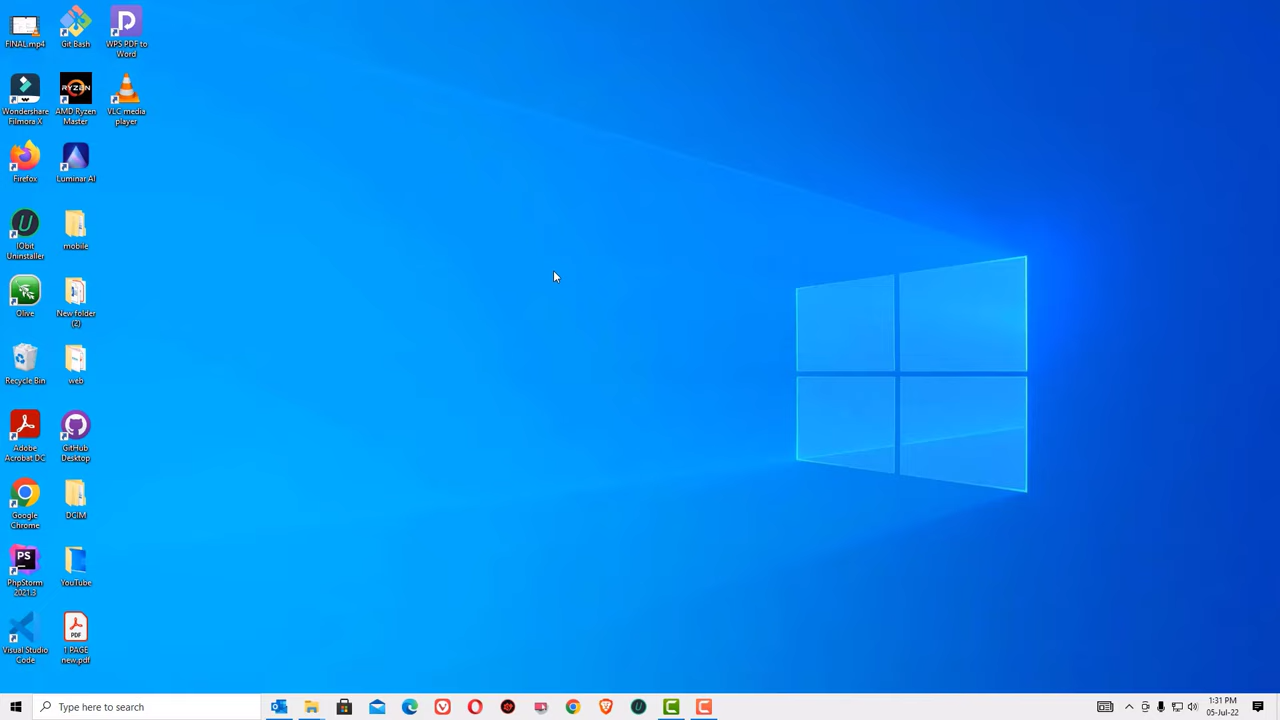 FINAL.mp4
Git Bash
WPS PDF to
Word
Wondershare
Filmora X
RYZEN
AMD Ryzen
Master
VLC media
player
Firefox
Luminar AI
IObit
Uninstaller
mobile
Olive
New folder
(2)
Recycle Bin
web
Adobe
Acrobat DC
GitHub
Desktop
Google
Chrome
DCIM
PS
PhpStorm
2021.3
YouTube
Visual Studio
Code
PDF
1 PAGE
new.pdf
Type here to search
1:31 PM
05-Jul-22